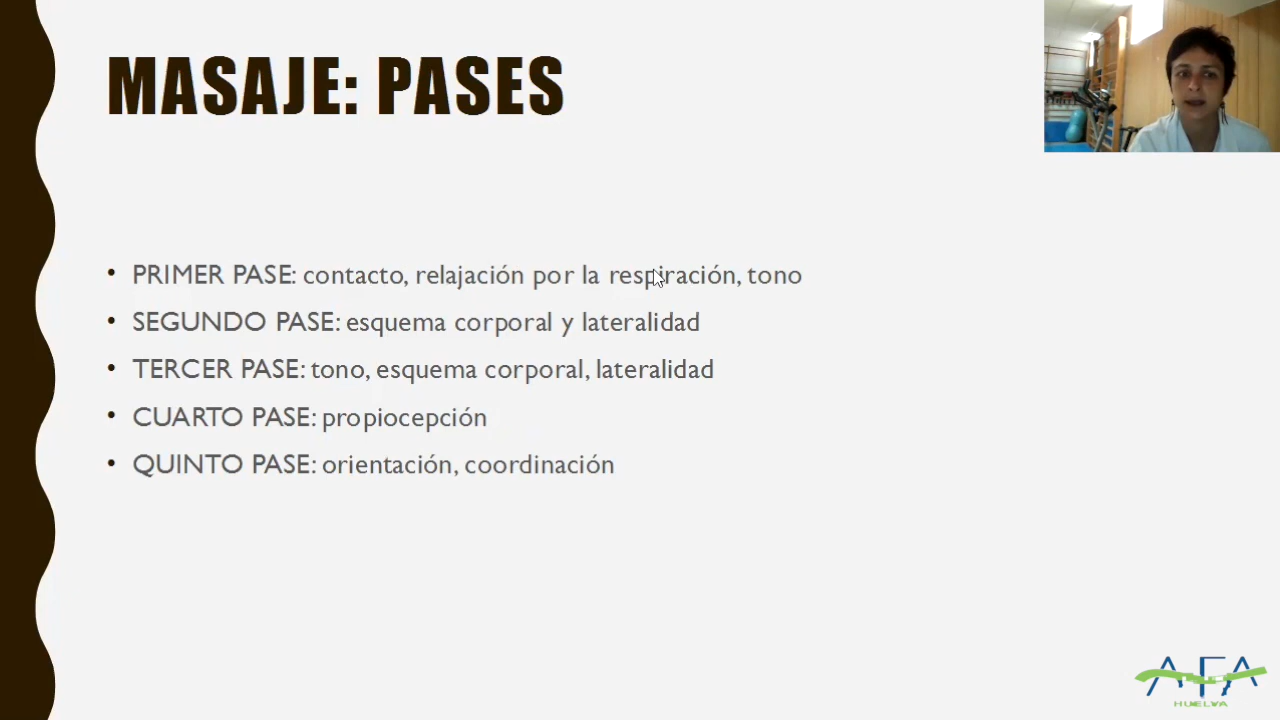 MASAJE: PASES
• PRIMER PASE: contacto, relajación por la respiración, tono
• SEGUNDO PASE: esquema corporal y lateralidad
• TERCER PASE: tono, esquema corporal, lateralidad
• CUARTO PASE: propiocepción
• QUINTO PASE: orientación, coordinación
AFA
HUELVA